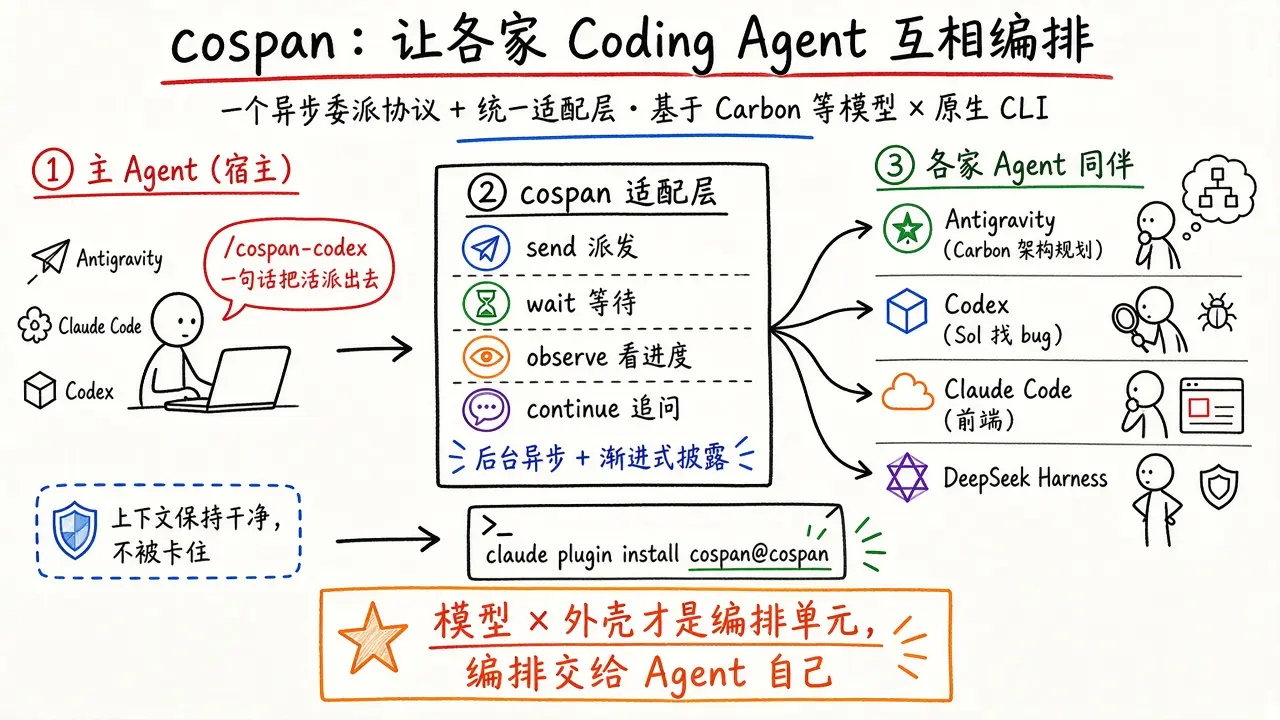 cospan：让各家 Coding Agent 互相编排
一个异步委派协议 + 统一适配层 · 基于 Carbon 等模型 × 原生 CLI
① 主 Agent (宿主)
Antigravity
Claude Code
Codex
/cospan-codex
一句话把活派出去
② cospan 适配层
send 派发
wait 等待
observe 看进度
continue 追问
后台异步 + 渐进式披露
③ 各家 Agent 同伴
Antigravity
(Carbon 架构规划)
Codex
(Sol 找 bug)
Claude Code
(前端)
DeepSeek Harness
上下文保持干净，
不被卡住
>_
claude plugin install cospan@cospan
模型 × 外壳才是编排单元，
编排交给 Agent 自己